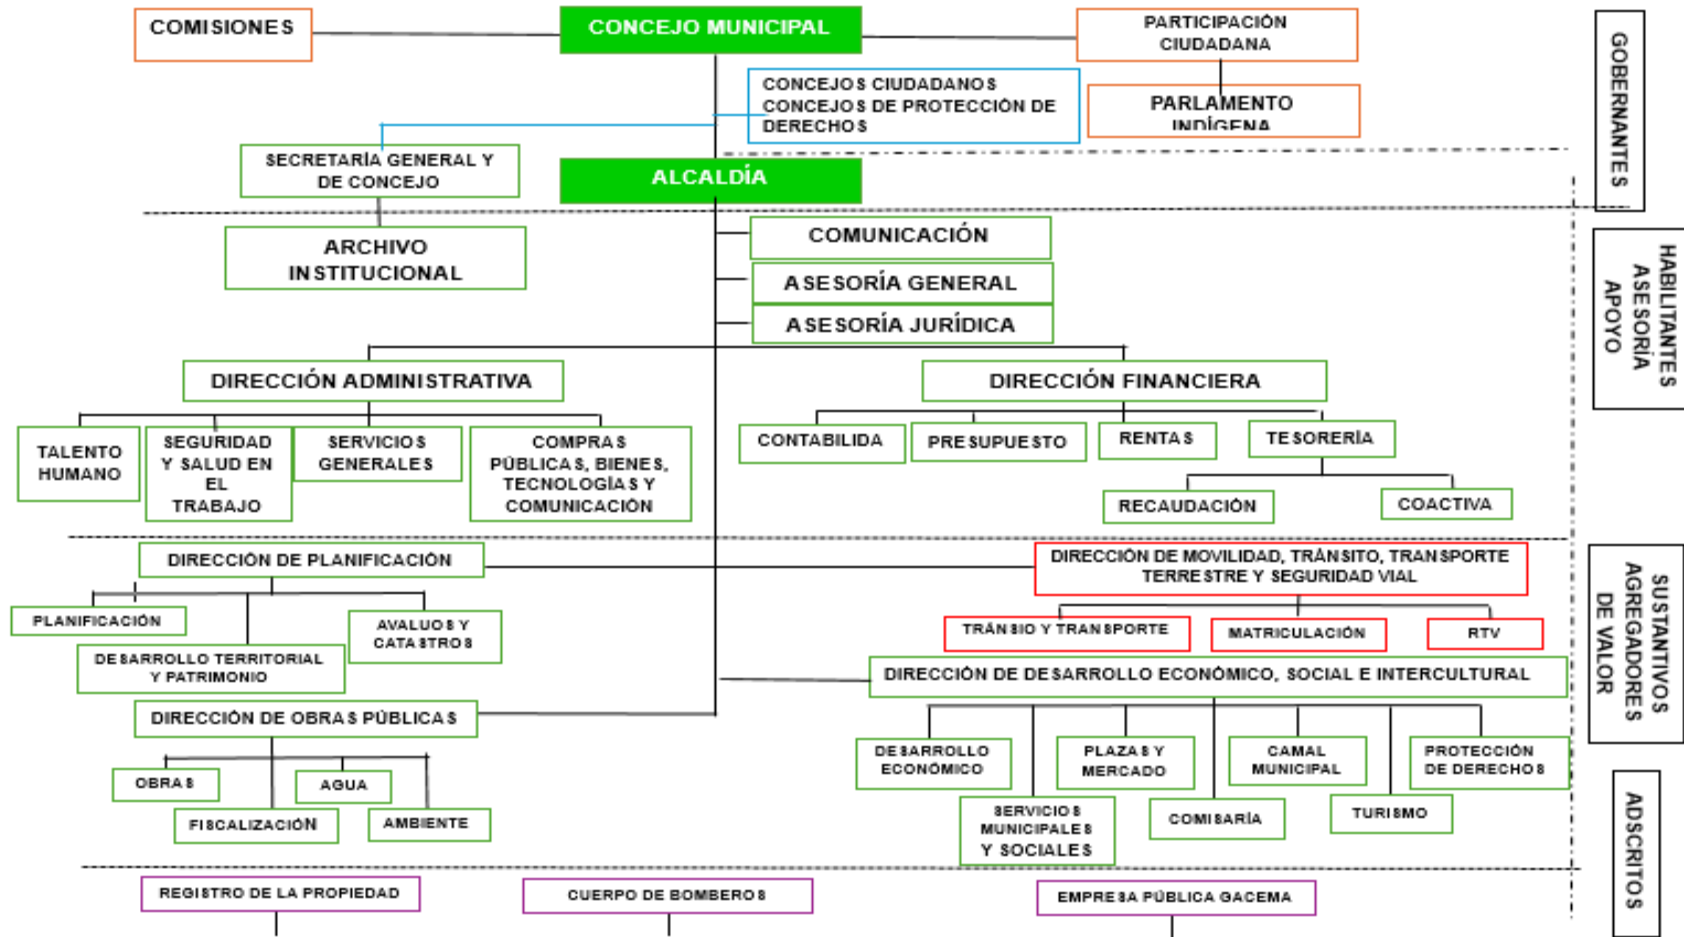 COMISIONES
CONCEJO MUNICIPAL
PARTICIPACIÓN
CIUDADANA
CONCEJOS CIUDADANOS
CONCEJOS DE PROTECCIÓN DE
DERECHOS
PARLAMENTO
INDÍGENA
SECRETARÍA GENERAL Y
DE CONCEJO
ALCALDÍA
GOBERNANTES
ARCHIVO
INSTITUCIONAL
COMUNICACIÓN
ASESORÍA GENERAL
ASESORÍA JURÍDICA
HABILITANTES
ASESORÍA
APOYO
DIRECCIÓN ADMINISTRATIVA
DIRECCIÓN FINANCIERA
TALENTO
HUMANO
SEGURIDAD
Y SALUD EN
EL
TRABAJO
SERVICIOS
GENERALES
COMPRAS
PÚBLICAS, BIENES,
TECNOLOGÍAS Y
COMUNICACIÓN
CONTABILIDA
PRESUPUESTO
RENTAS
TESORERÍA
RECAUDACIÓN
COACTIVA
DIRECCIÓN DE PLANIFICACIÓN
DIRECCIÓN DE MOVILIDAD, TRÁNSITO, TRANSPORTE
TERRESTRE Y SEGURIDAD VIAL
SUSTANTIVOS
AGREGADORES
DE VALOR
PLANIFICACIÓN
AVALUOS Y
CATASTROS
DESARROLLO TERRITORIAL
Y PATRIMONIO
TRÁNSIO Y TRANSPORTE
MATRICULACIÓN
RTV
DIRECCIÓN DE DESARROLLO ECONÓMICO, SOCIAL E INTERCULTURAL
DIRECCIÓN DE OBRAS PÚBLICAS
OBRAS
AGUA
FISCALIZACIÓN
AMBIENTE
DESARROLLO
ECONÓMICO
PLAZAS Y
MERCADO
CAMAL
MUNICIPAL
PROTECCIÓN
DE DERECHOS
SERVICIOS
MUNICIPALES
Y SOCIALES
COMISARÍA
TURISMO
ADSCRITOS
REGISTRO DE LA PROPIEDAD
CUERPO DE BOMBEROS
EMPRESA PÚBLICA GACEMA